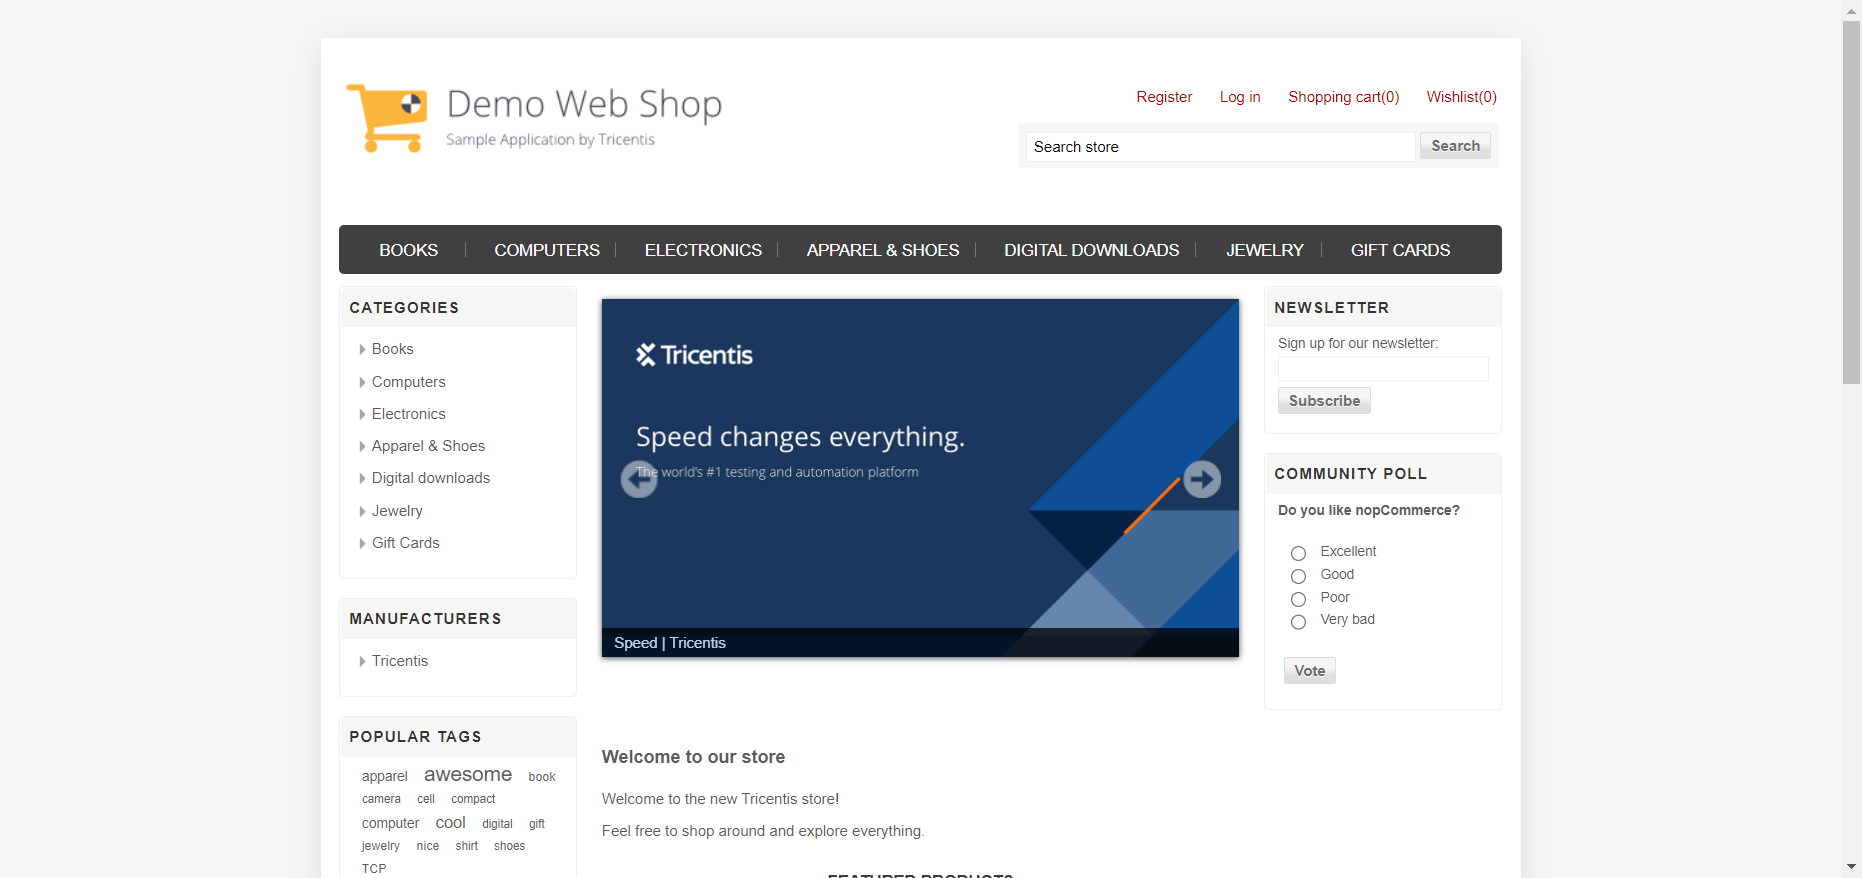 Demo Web Shop
Sample Application by Tricentis
Register Log in Shopping cart(0) Wishlist(0)
Search store Search
BOOKS COMPUTERS ELECTRONICS APPAREL & SHOES DIGITAL DOWNLOADS JEWELRY GIFT CARDS
CATEGORIES
Books
Computers
Electronics
Apparel & Shoes
Digital downloads
Jewelry
Gift Cards
MANUFACTURERS
Tricentis
POPULAR TAGS
apparel awesome book
camera cell compact
computer cool digital gift
jewelry nice shirt shoes
TCP
Tricentis
Speed changes everything.
The world's #1 testing and automation platform
Speed | Tricentis
Welcome to our store
Welcome to the new Tricentis store!
Feel free to shop around and explore everything.
FEATURED PRODUCTS
NEWSLETTER
Sign up for our newsletter:
Subscribe
COMMUNITY POLL
Do you like nopCommerce?
Excellent
Good
Poor
Very bad
Vote